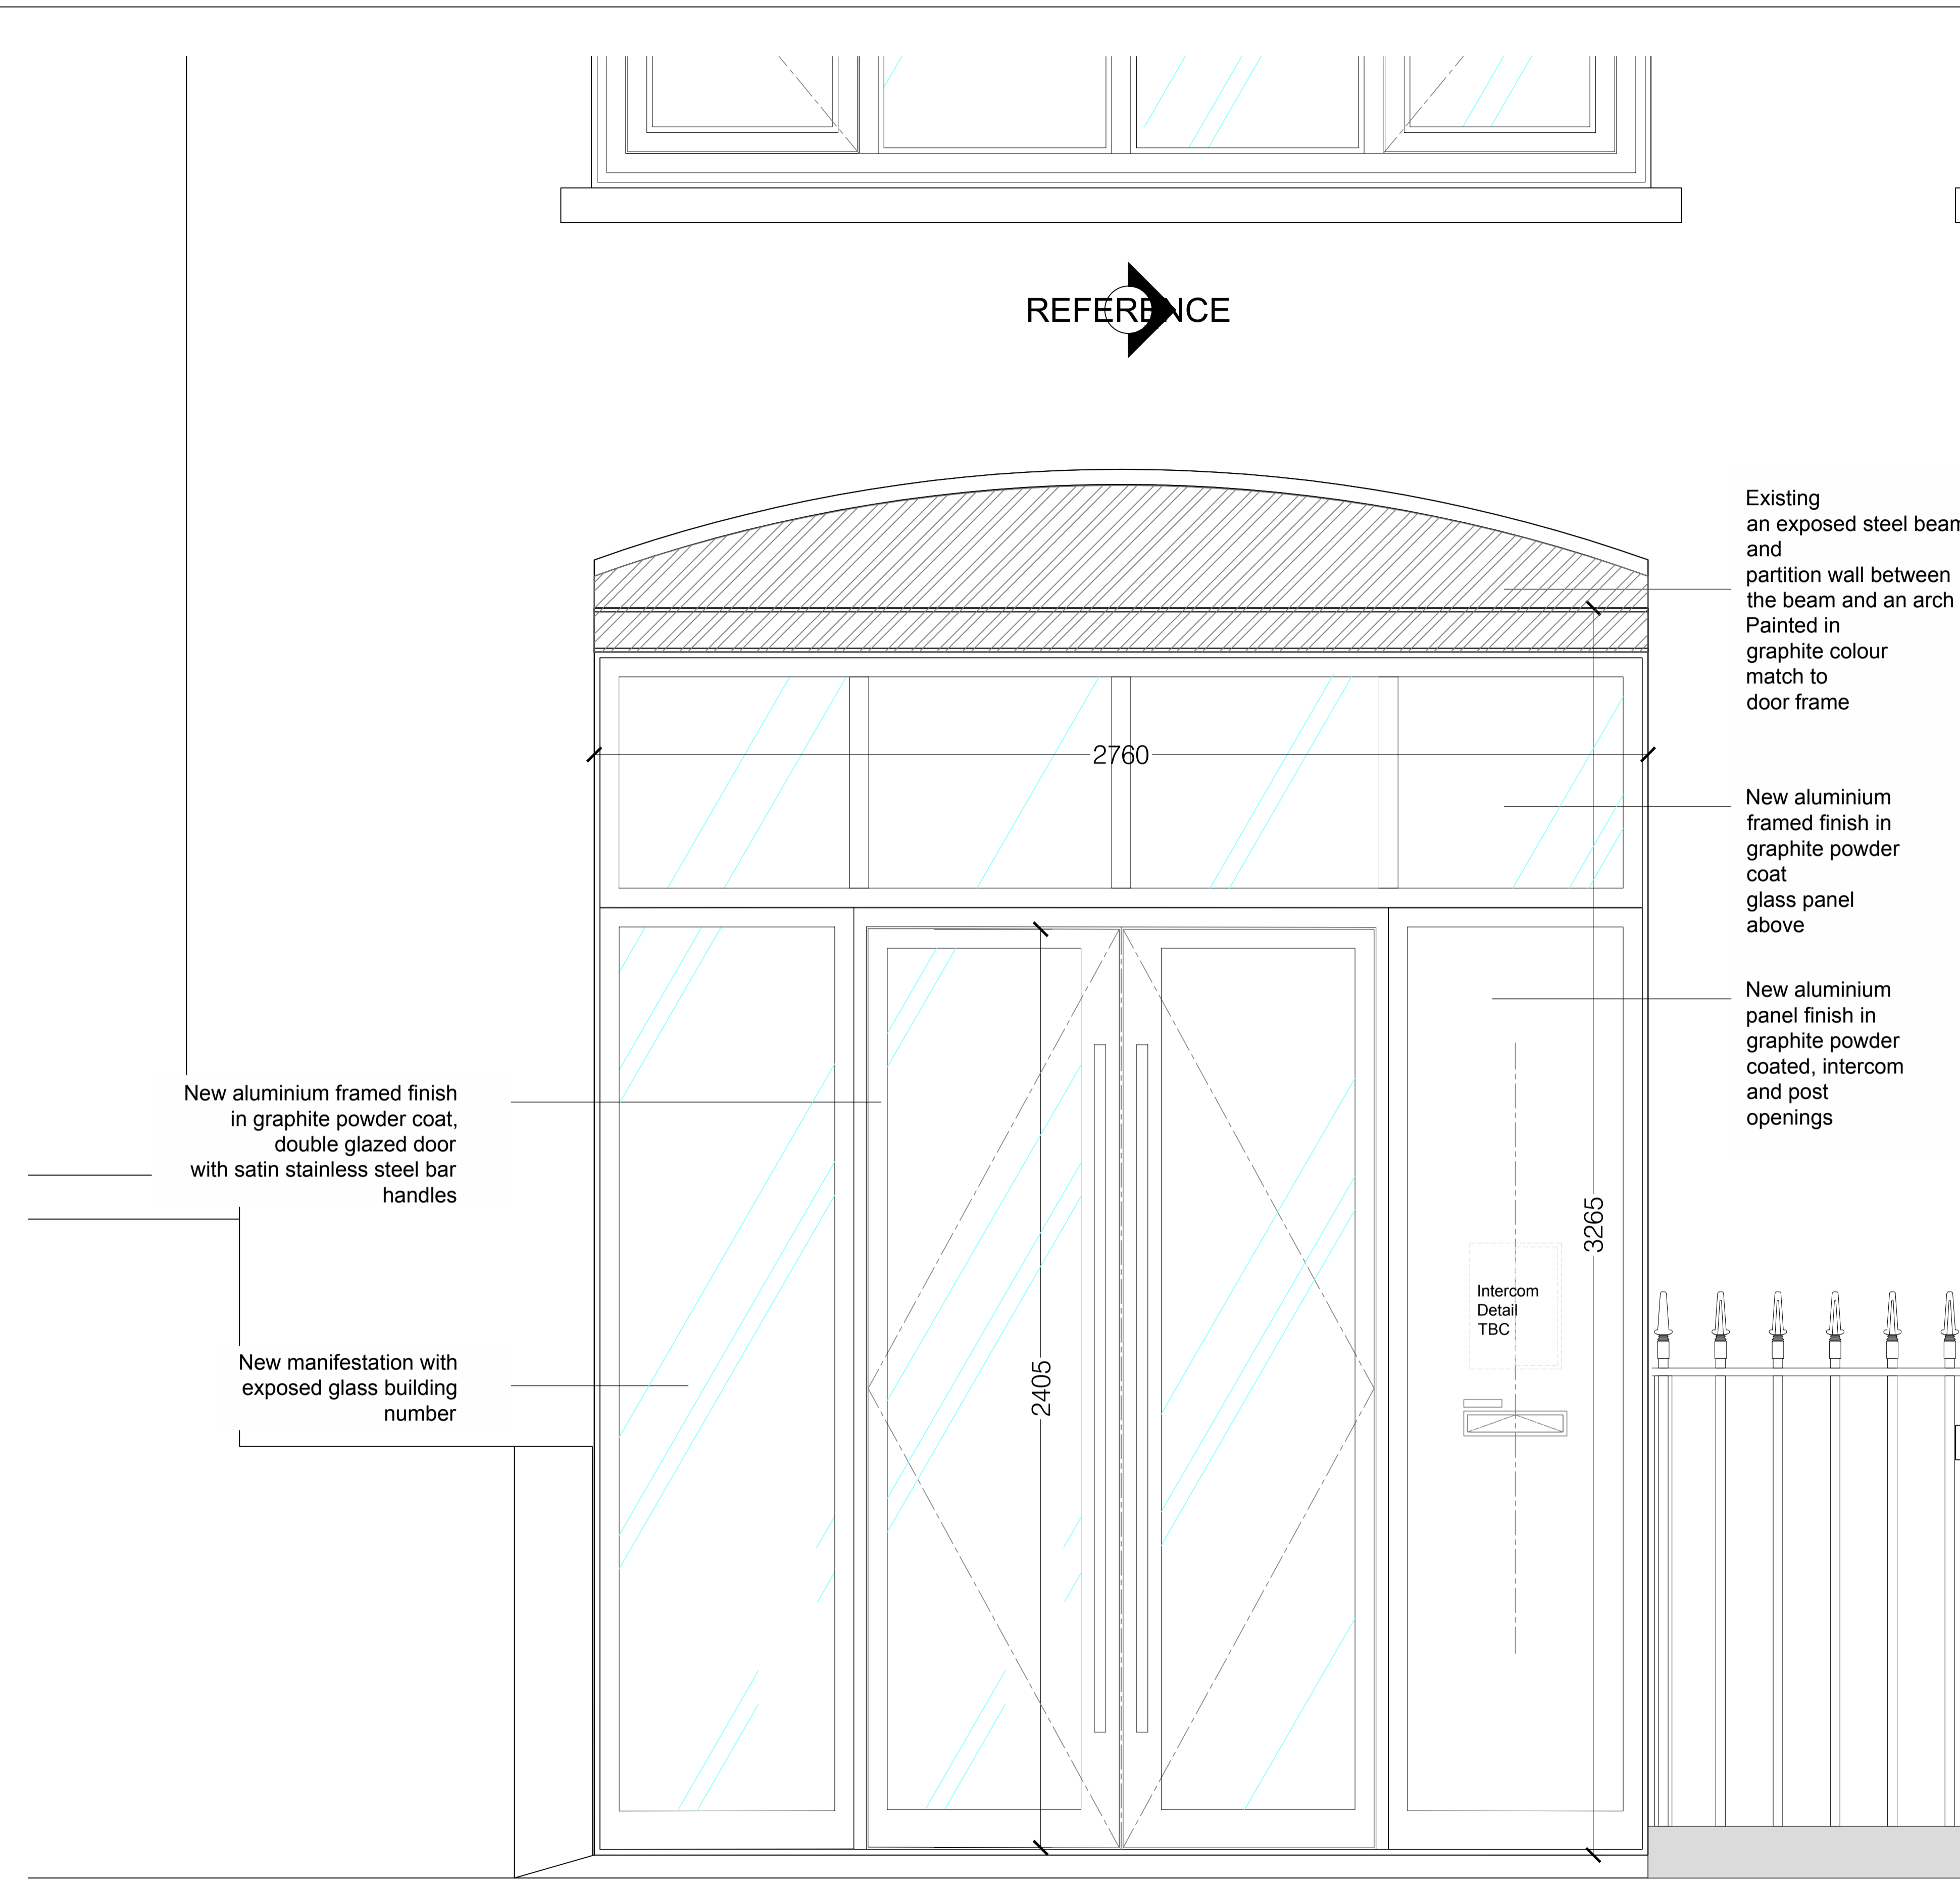 REFERENCE
Existing
an exposed steel beam
and
partition wall between
the beam and an arch
Painted in
graphite colour
match to
door frame
2760
New aluminium
framed finish in
graphite powder
coat
glass panel
above
New aluminium
panel finish in
graphite powder
coated, intercom
and post
openings
New aluminium framed finish
in graphite powder coat,
double glazed door
with satin stainless steel bar
handles
3265
Intercom
Detail
TBC
2405
New manifestation with
exposed glass building
number